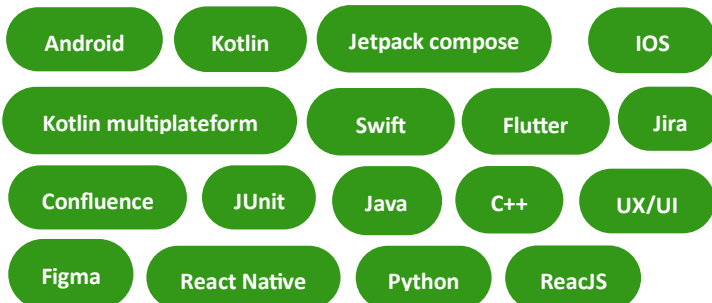 Android Kotlin Jetpack compose IOS
Kotlin multiplateform Swift Flutter Jira
Confluence JUnit Java C++ UX/UI
Figma React Native Python ReacJS